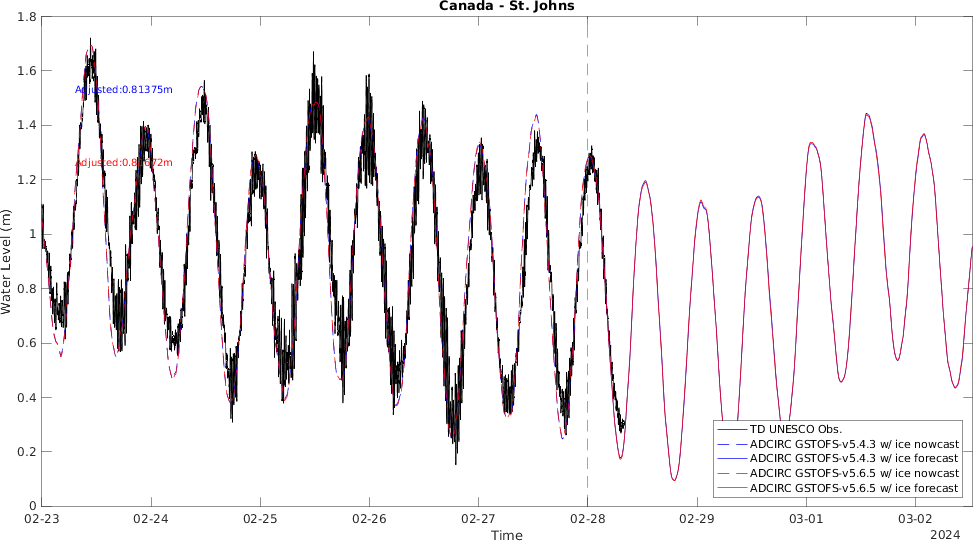 Canada - St. Johns
1.8
1.6
Adjusted:0.81375m
1.4
Adjusted:
1.2
1
Water Level (m)
0.8
0.6
0.4
TD UNESCO Obs.
ADCIRC GSTOFS-v5.4.3 w/ ice nowcast
ADCIRC GSTOFS-v5.4.3 w/ ice forecast
ADCIRC GSTOFS-v5.6.5 w/ ice nowcast
ADCIRC GSTOFS-v5.6.5 w/ ice forecast
0.2
0
02-23 02-24 02-25 02-26 02-27 02-28 02-29 03-01 03-02
Time
2024